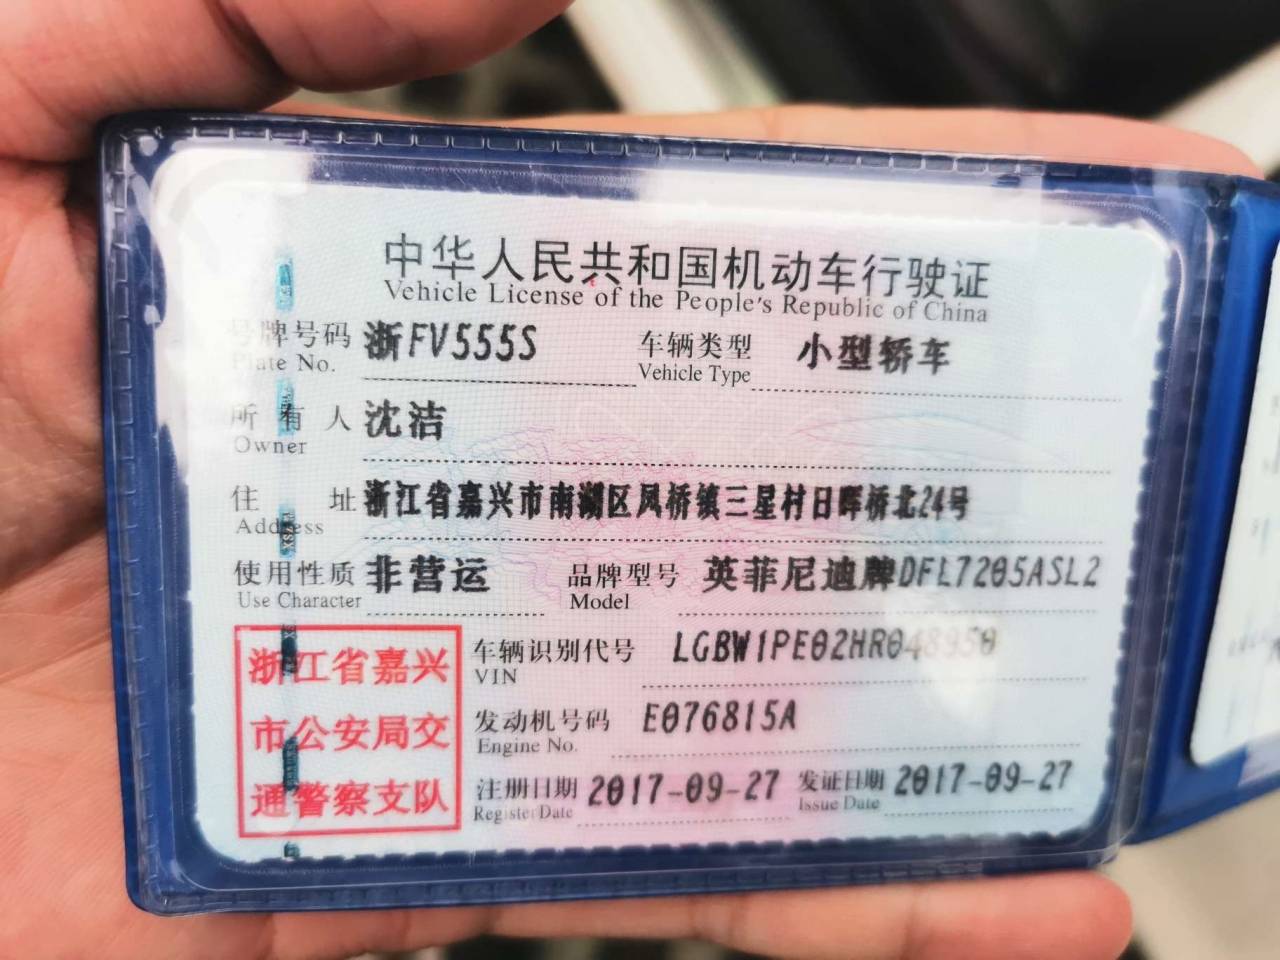 中华人民共和国机动车行驶证
Vehicle License of the People's Republic of China
号牌号码 浙FV555S 车辆类型 小型轿车
Plate No. Vehicle Type
所有人 沈洁
Owner
住址 浙江省嘉兴市南湖区凤桥镇三星村日晖桥北24号
Address
使用性质 非营运 品牌型号 英菲尼迪牌DFL7205ASL2
Use Character Model
浙江省嘉兴
市公安局交
通警察支队
车辆识别代号 LGBW1PE02HR048950
VIN
发动机号码 E076815A
Engine No.
注册日期 2017-09-27 发证日期 2017-09-27
Register Date Issue Date